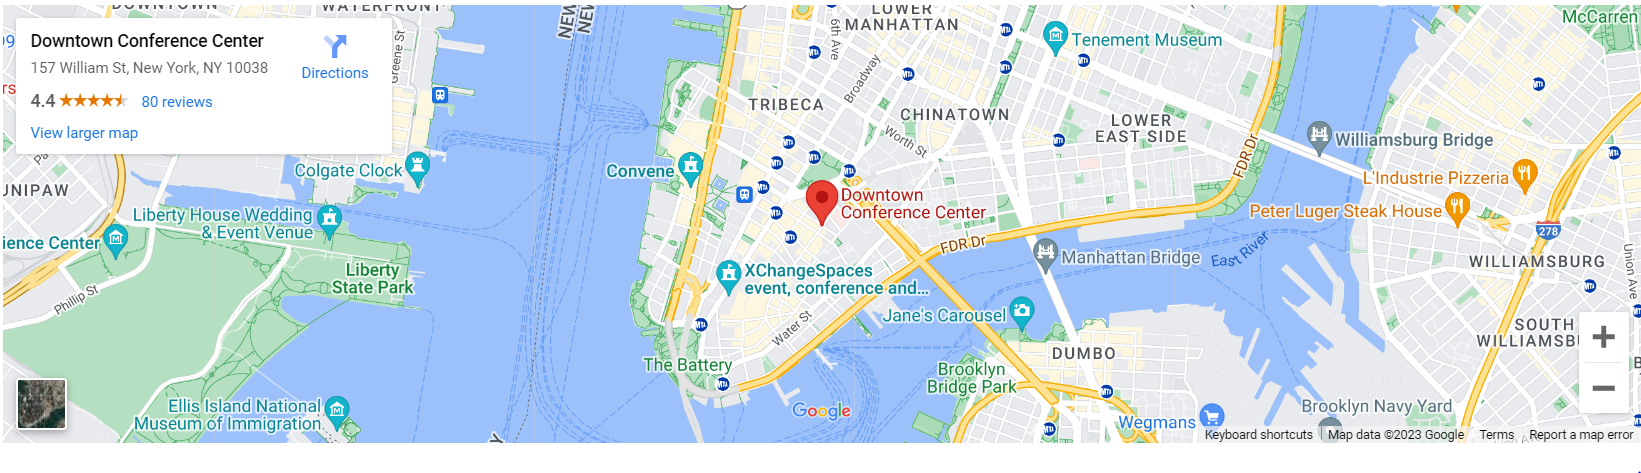 Downtown Conference Center
157 William St, New York, NY 10038
4.4
80 reviews
View larger map
Directions
DOWNTOWN
WATERFRONT
Greene St
NEW
NEW
LOWER
MANHATTAN
6th Ave
Broadway
Tenement Museum
McCarren
TRIBECA
CHINATOWN
Worth St
LOWER
EAST SIDE
FDR Dr
Williamsburg Bridge
L'Industrie Pizzeria
Peter Luger Steak House
278
Colgate Clock
Convene
UNIPAW
Liberty House Wedding
& Event Venue
ience Center
Downtown
Conference Center
FDR Dr
Manhattan Bridge
East River
WILLIAMSBURG
Union Ave
Liberty
State Park
Phillip St
XChangeSpaces
event, conference and...
Water St
Jane's Carousel
SOUTH
WILLIAMSBU
The Battery
DUMBO
Brooklyn
Bridge Park
Ellis Island National
Museum of Immigration
Google
Wegmans
Brooklyn Navy Yard
Keyboard shortcuts
Map data ©2023 Google
Terms
Report a map error